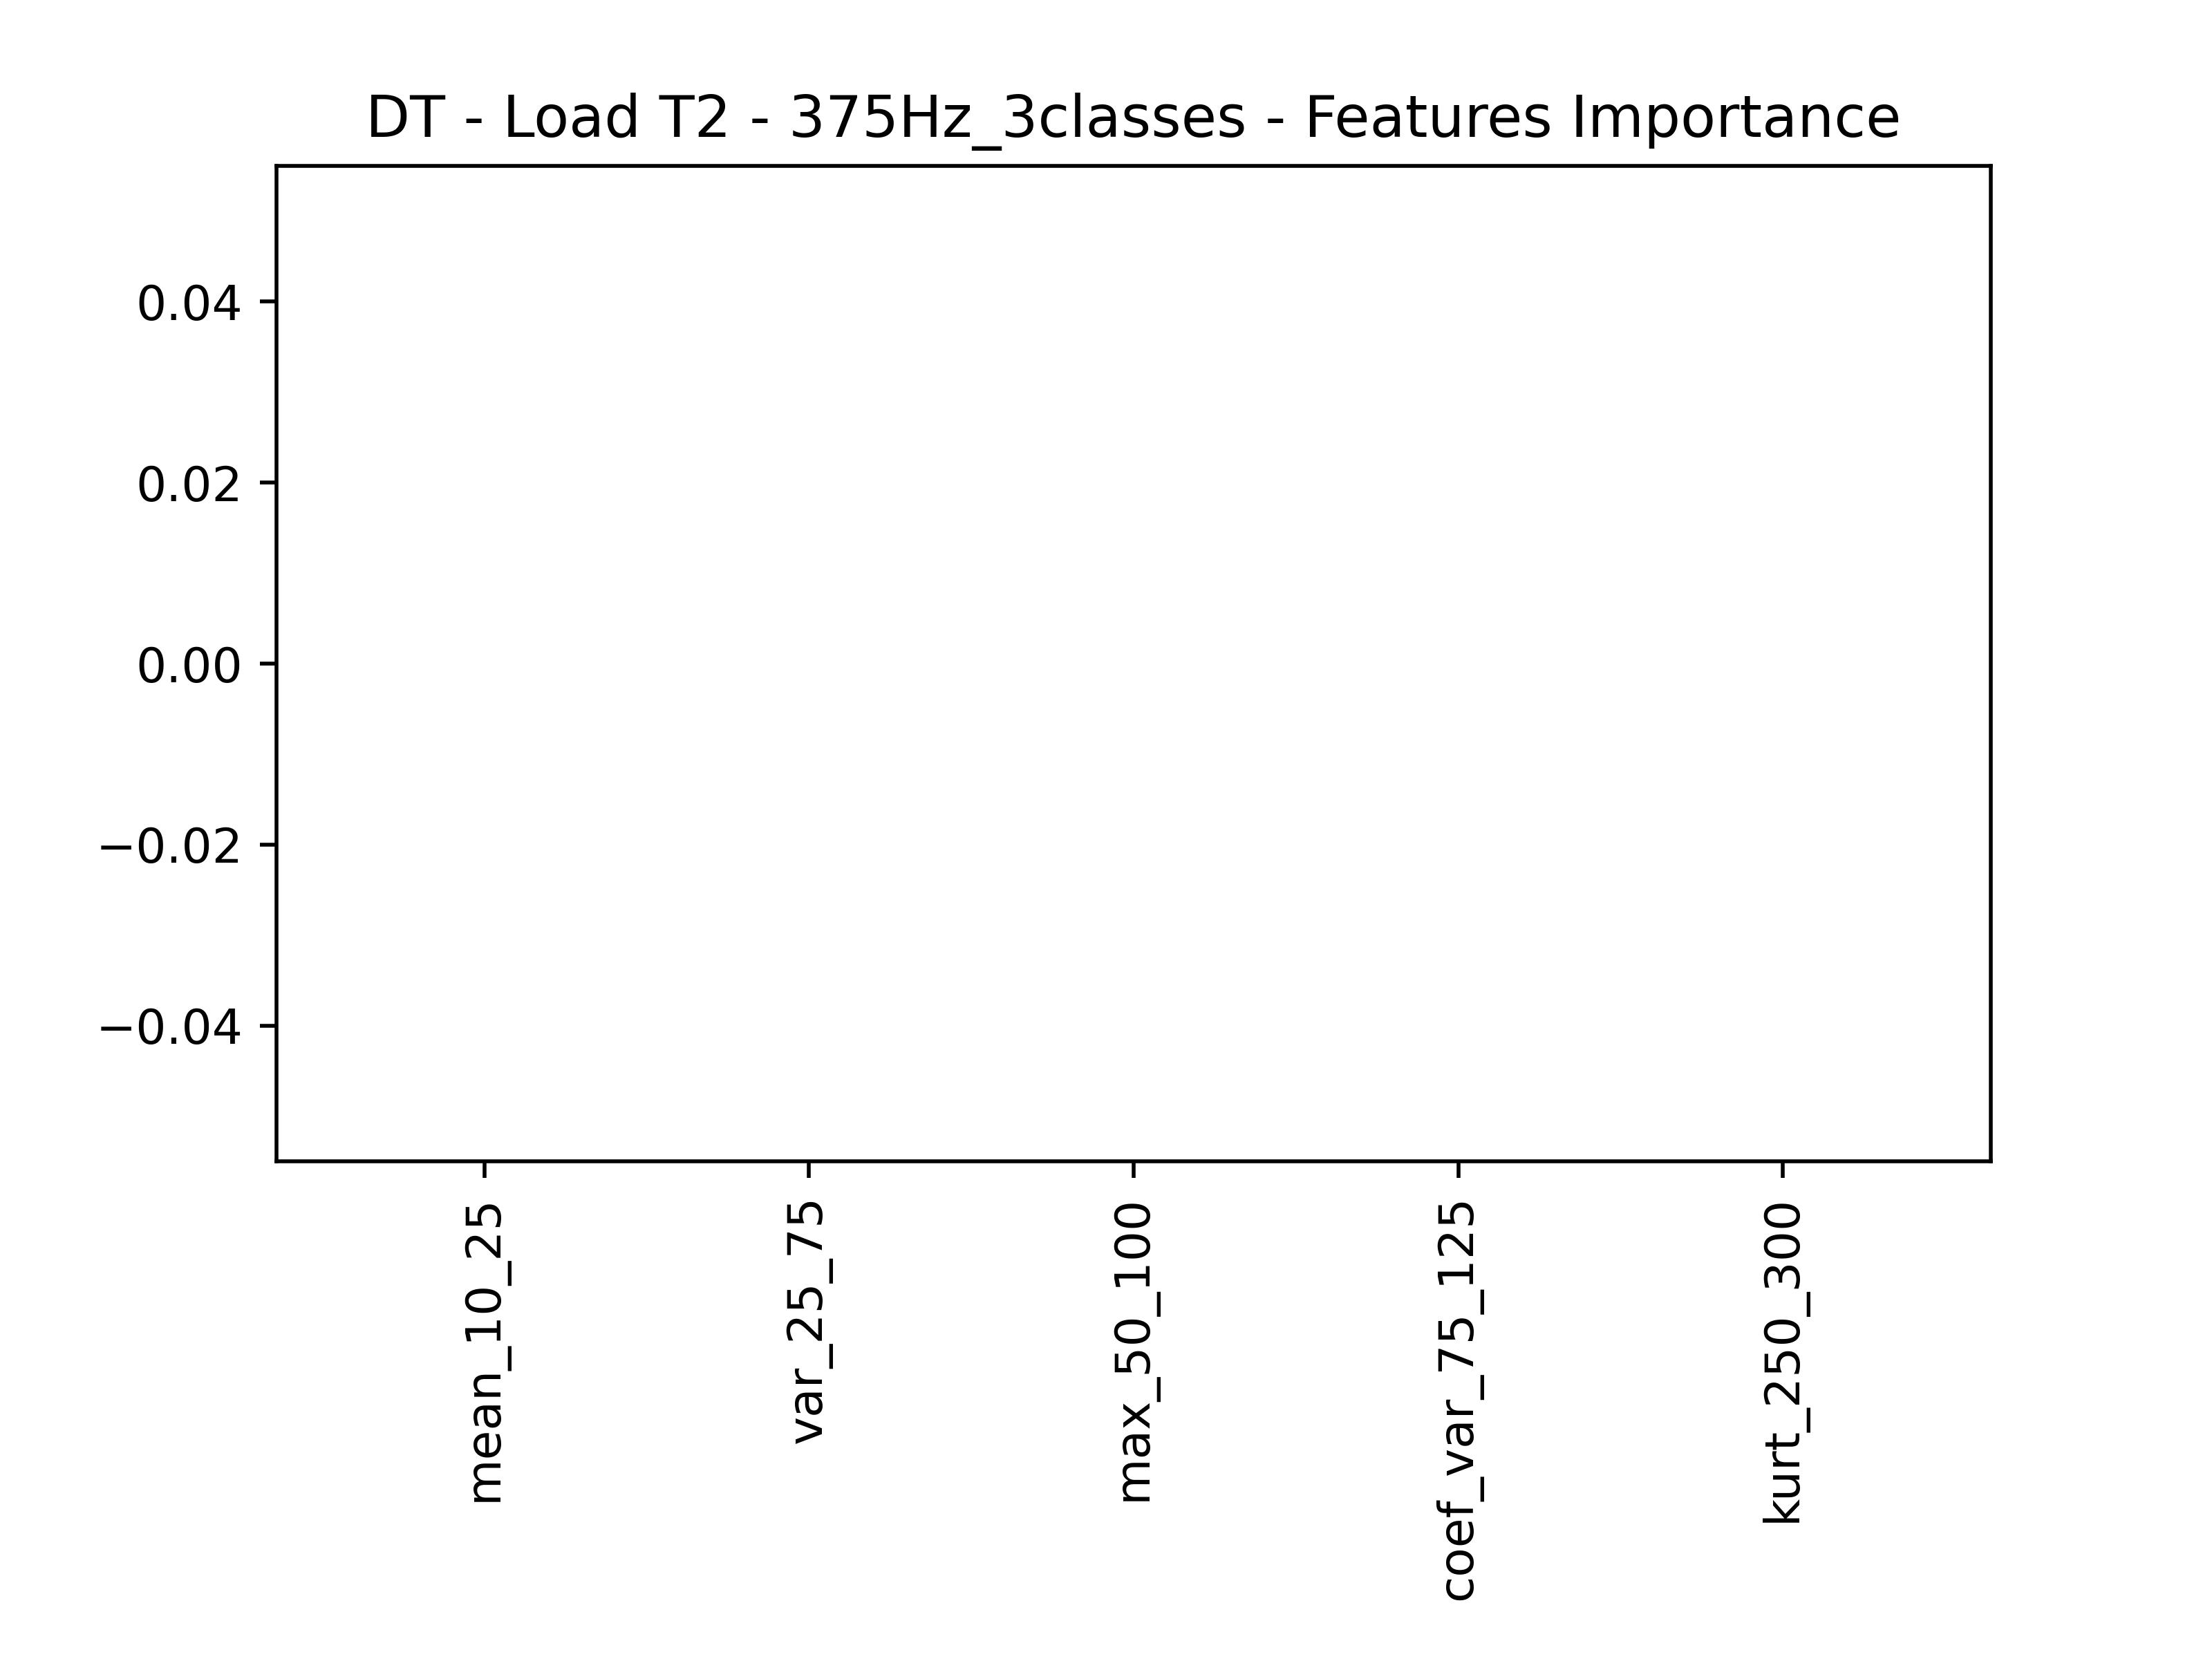 DT - Load T2 - 375Hz_3classes - Features Importance
0.04
0.02
0.00
−0.02
−0.04
mean_10_25
var_25_75
max_50_100
coef_var_75_125
kurt_250_300